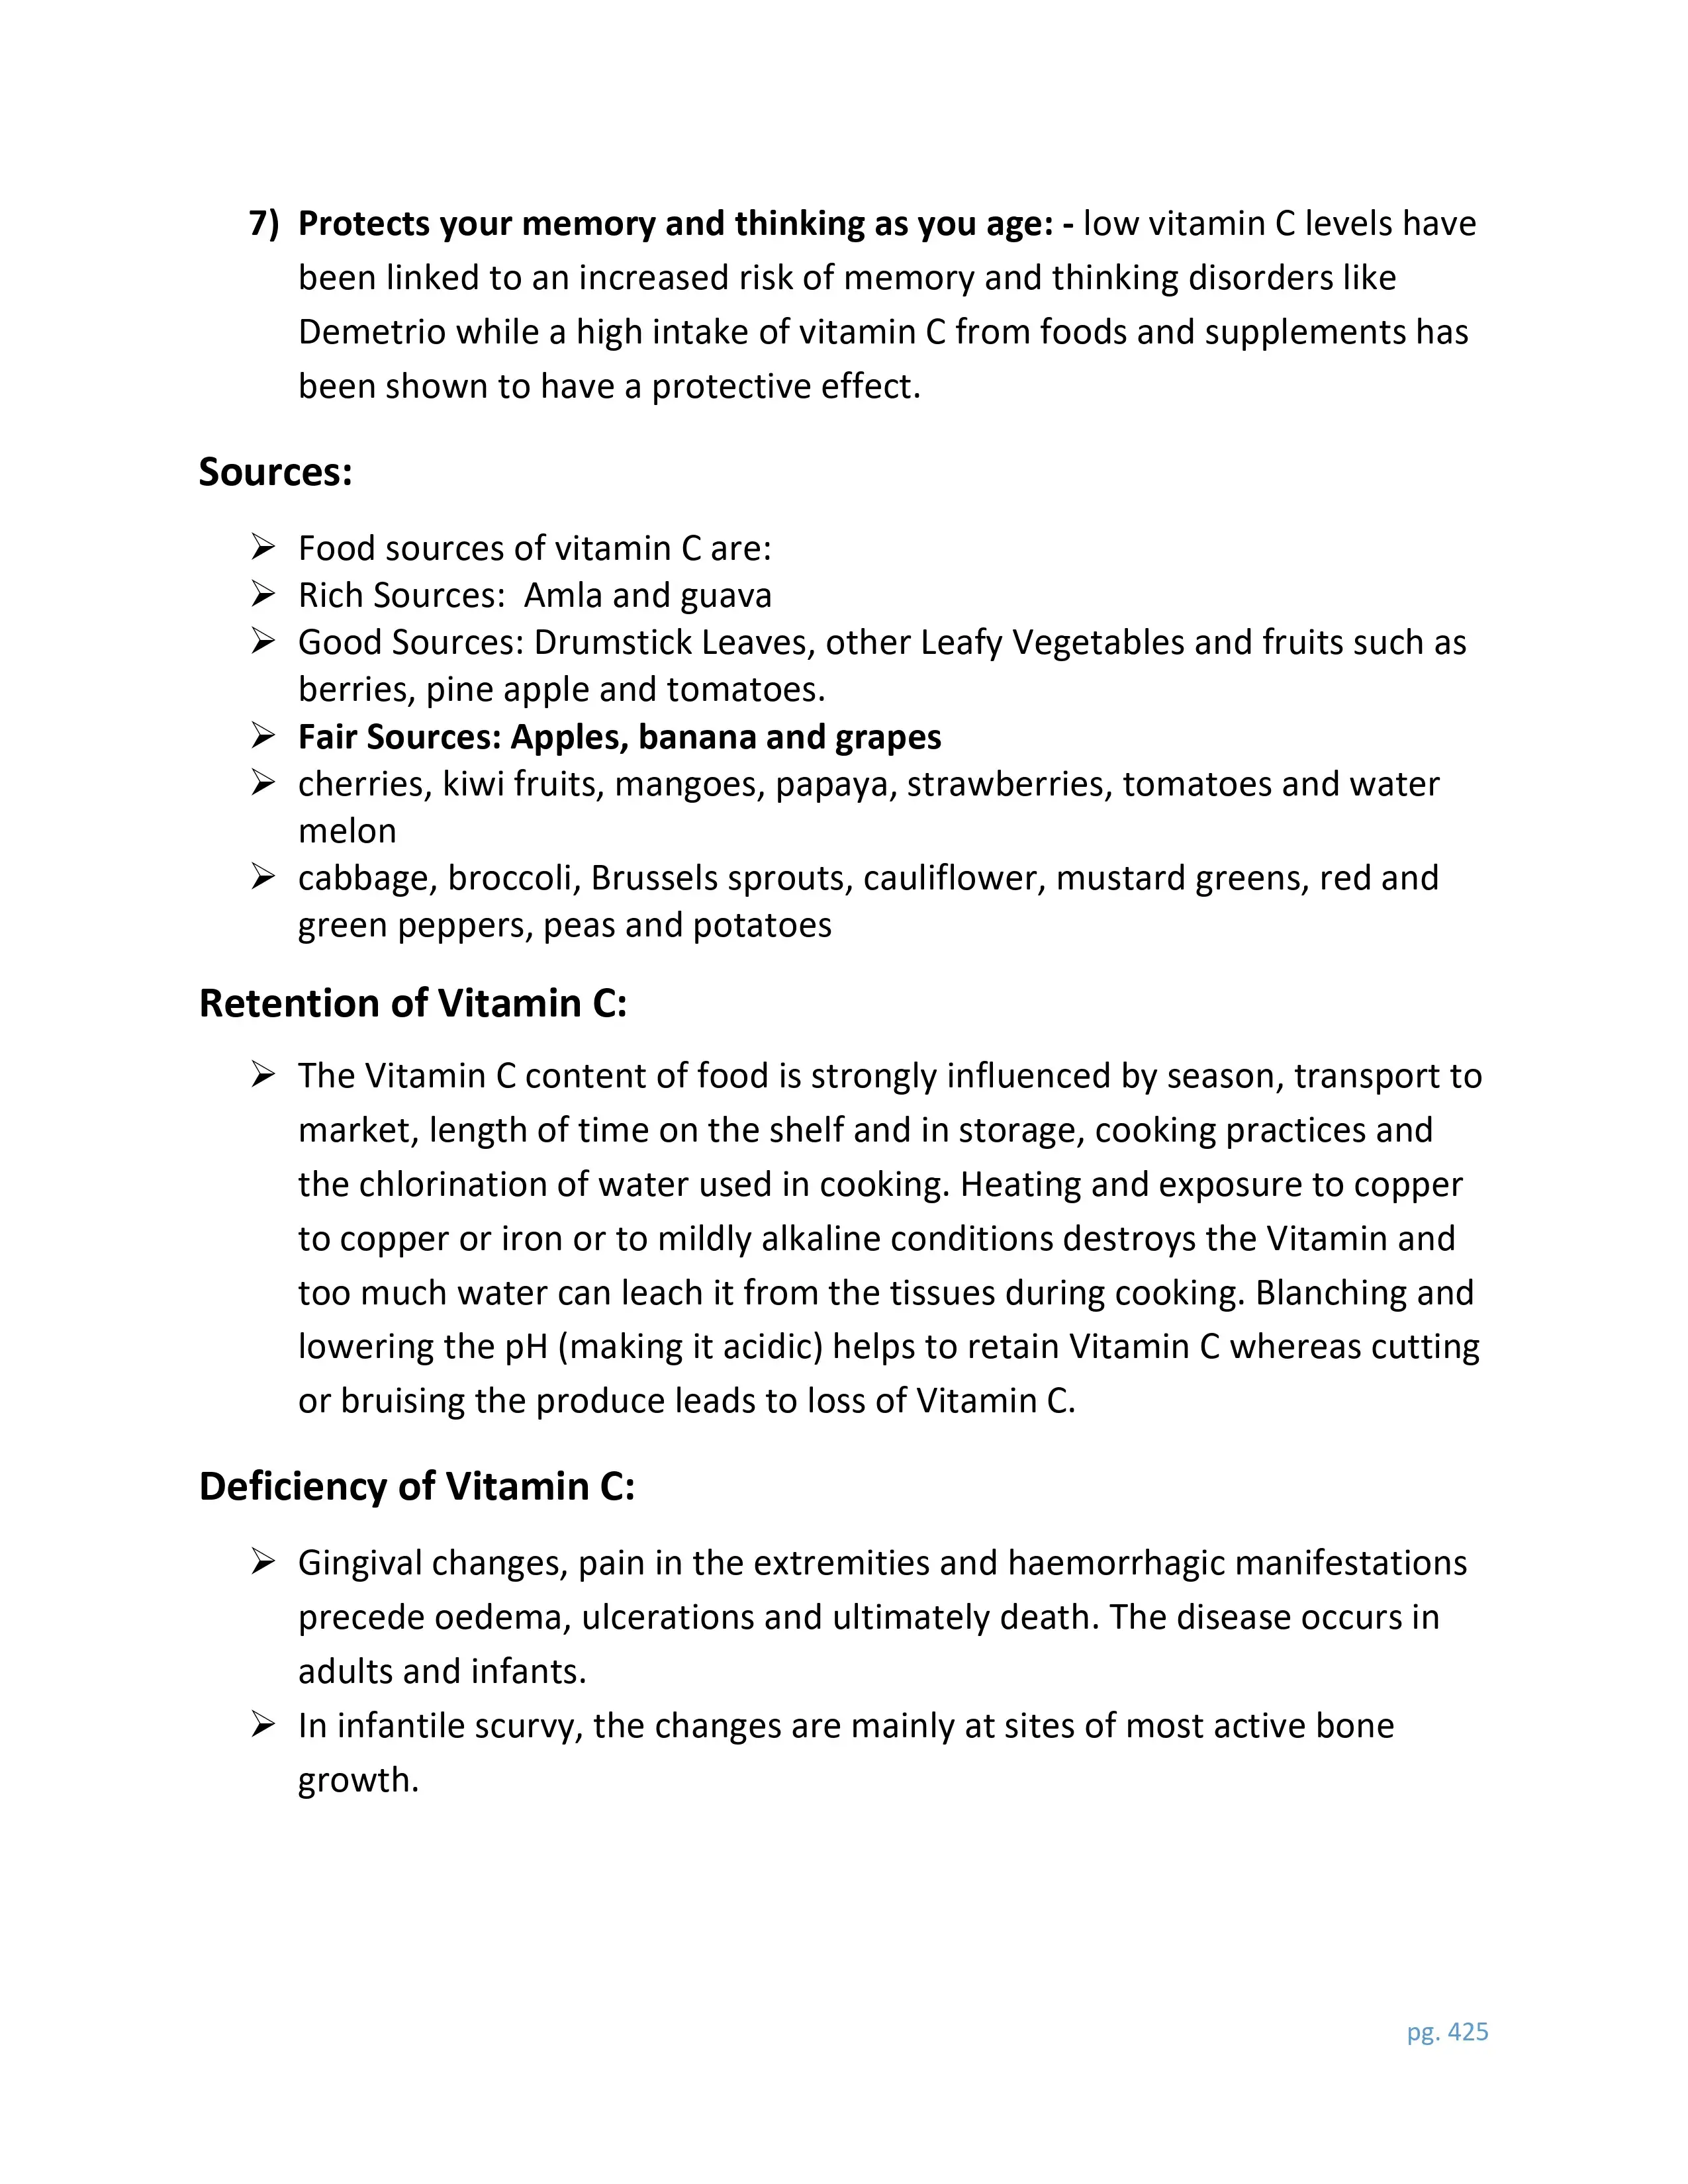 7) Protects your memory and thinking as you age: - low vitamin C levels have
been linked to an increased risk of memory and thinking disorders like
Demetrio while a high intake of vitamin C from foods and supplements has
been shown to have a protective effect.
Sources:
➢ Food sources of vitamin C are:
➢ Rich Sources:  Amla and guava
➢ Good Sources: Drumstick Leaves, other Leafy Vegetables and fruits such as
berries, pine apple and tomatoes.
➢ Fair Sources: Apples, banana and grapes
➢ cherries, kiwi fruits, mangoes, papaya, strawberries, tomatoes and water
melon
➢ cabbage, broccoli, Brussels sprouts, cauliflower, mustard greens, red and
green peppers, peas and potatoes
Retention of Vitamin C:
➢ The Vitamin C content of food is strongly influenced by season, transport to
market, length of time on the shelf and in storage, cooking practices and
the chlorination of water used in cooking. Heating and exposure to copper
to copper or iron or to mildly alkaline conditions destroys the Vitamin and
too much water can leach it from the tissues during cooking. Blanching and
lowering the pH (making it acidic) helps to retain Vitamin C whereas cutting
or bruising the produce leads to loss of Vitamin C.
Deficiency of Vitamin C:
➢ Gingival changes, pain in the extremities and haemorrhagic manifestations
precede oedema, ulcerations and ultimately death. The disease occurs in
adults and infants.
➢ In infantile scurvy, the changes are mainly at sites of most active bone
growth.
pg. 425